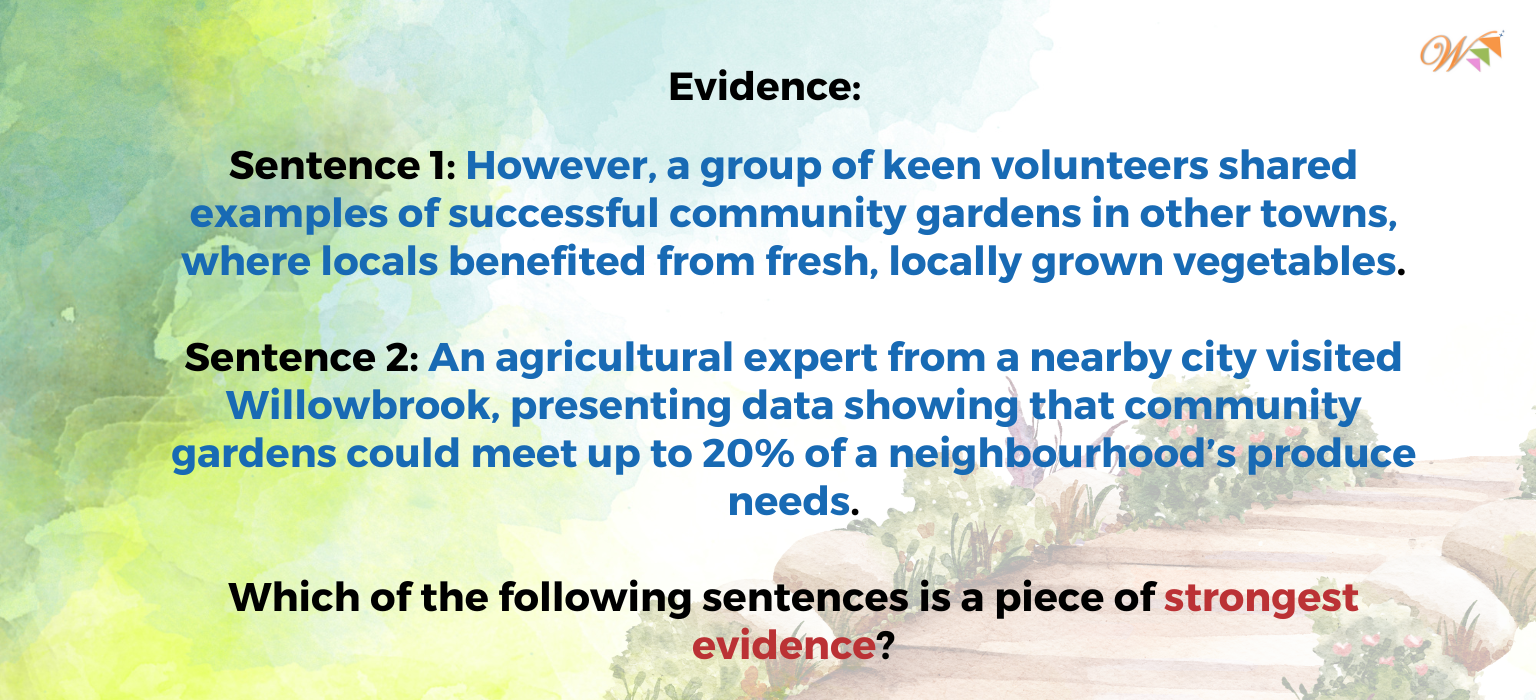 W
Evidence:
Sentence 1: However, a group of keen volunteers shared
examples of successful community gardens in other towns,
where locals benefited from fresh, locally grown vegetables.
Sentence 2: An agricultural expert from a nearby city visited
Willowbrook, presenting data showing that community
gardens could meet up to 20% of a neighbourhood’s produce
needs.
Which of the following sentences is a piece of strongest
evidence?